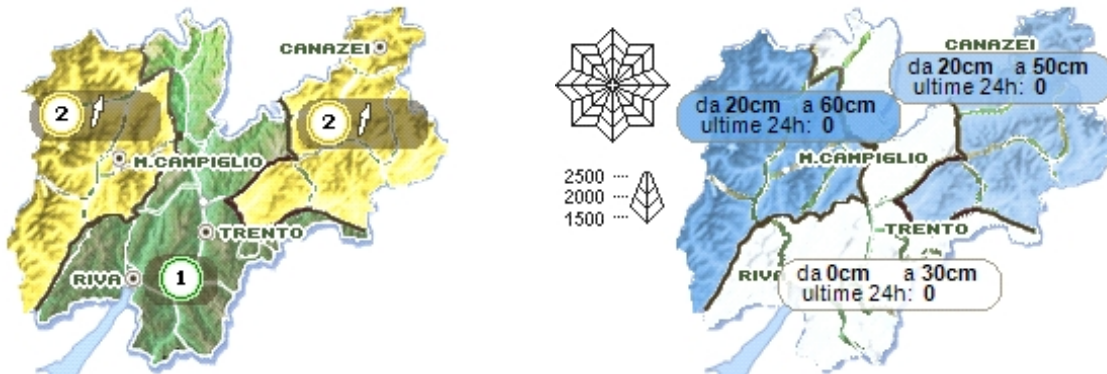 CANAZEI
2
2
M.CAMPIGLIO
TRENTO
RIVA
1
CANAZEI
da 20cm a 50cm
ultime 24h: 0
da 20cm a 60cm
ultime 24h: 0
M.CAMPIGLIO
2500
2000
1500
TRENTO
RIVA
da 0cm a 30cm
ultime 24h: 0